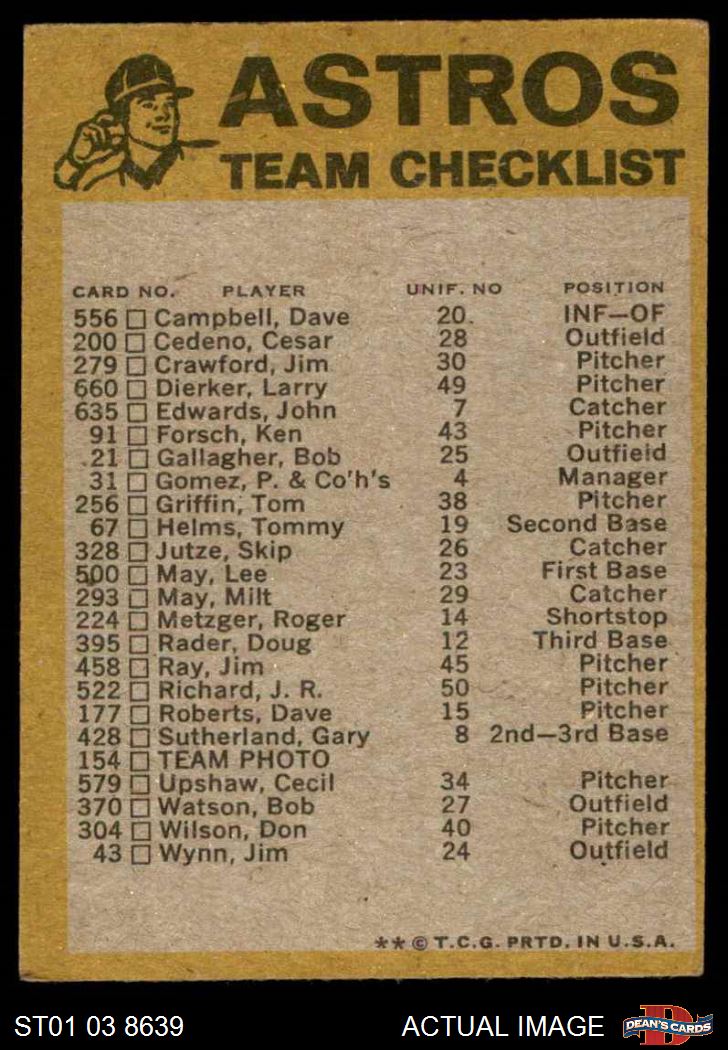 ASTROS
TEAM CHECKLIST
CARD NO. PLAYER UNIF. NO POSITION
556 Campbell, Dave 20 INF—OF
200 Cedeno, Cesar 28 Outfield
279 Crawford, Jim 30 Pitcher
660 Dierker, Larry 49 Pitcher
635 Edwards, John 7 Catcher
91 Forsch, Ken 43 Pitcher
21 Gallagher, Bob 25 Outfield
31 Gomez, P. & Co'h's 4 Manager
256 Griffin, Tom 38 Pitcher
67 Helms, Tommy 19 Second Base
328 Jutze, Skip 26 Catcher
500 May, Lee 23 First Base
293 May, Milt 29 Catcher
224 Metzger, Roger 14 Shortstop
395 Rader, Doug 12 Third Base
458 Ray, Jim 45 Pitcher
522 Richard, J. R. 50 Pitcher
177 Roberts, Dave 15 Pitcher
428 Sutherland, Gary 8 2nd—3rd Base
154 TEAM PHOTO
579 Upshaw, Cecil 34 Pitcher
370 Watson, Bob 27 Outfield
304 Wilson, Don 40 Pitcher
43 Wynn, Jim 24 Outfield
**© T.C.G. PRTD. IN U.S.A.
ST01 03 8639 ACTUAL IMAGE D DEAN'S CARDS